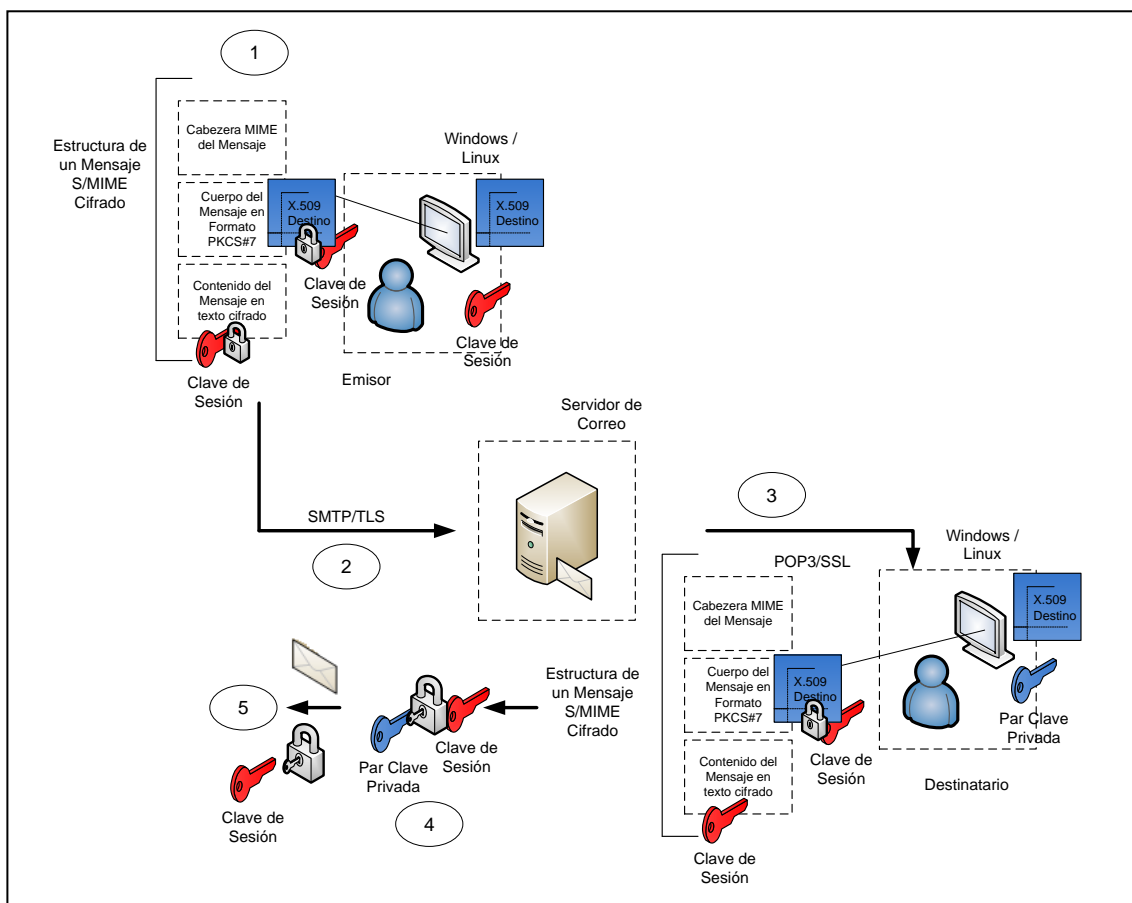 1
Estructura de
un Mensaje
S/MIME
Cifrado
Cabezera MIME
del Mensaje
Cuerpo del
Mensaje en
Formato
PKCS#7
Contenido del
Mensaje en
texto cifrado
X.509
Destino
Clave de
Sesión
Clave de
Sesión
Windows /
Linux
X.509
Destino
Clave de
Sesión
Emisor
SMTP/TLS
2
Servidor de
Correo
3
POP3/SSL
Windows /
Linux
Cabezera MIME
del Mensaje
Cuerpo del
Mensaje en
Formato
PKCS#7
Contenido del
Mensaje en
texto cifrado
X.509
Destino
Clave de
Sesión
Clave de
Sesión
X.509
Destino
Par Clave
Privada
Destinatario
Estructura de
un Mensaje
S/MIME
Cifrado
Clave de
Sesión
Par Clave
Privada
4
5
Clave de
Sesión